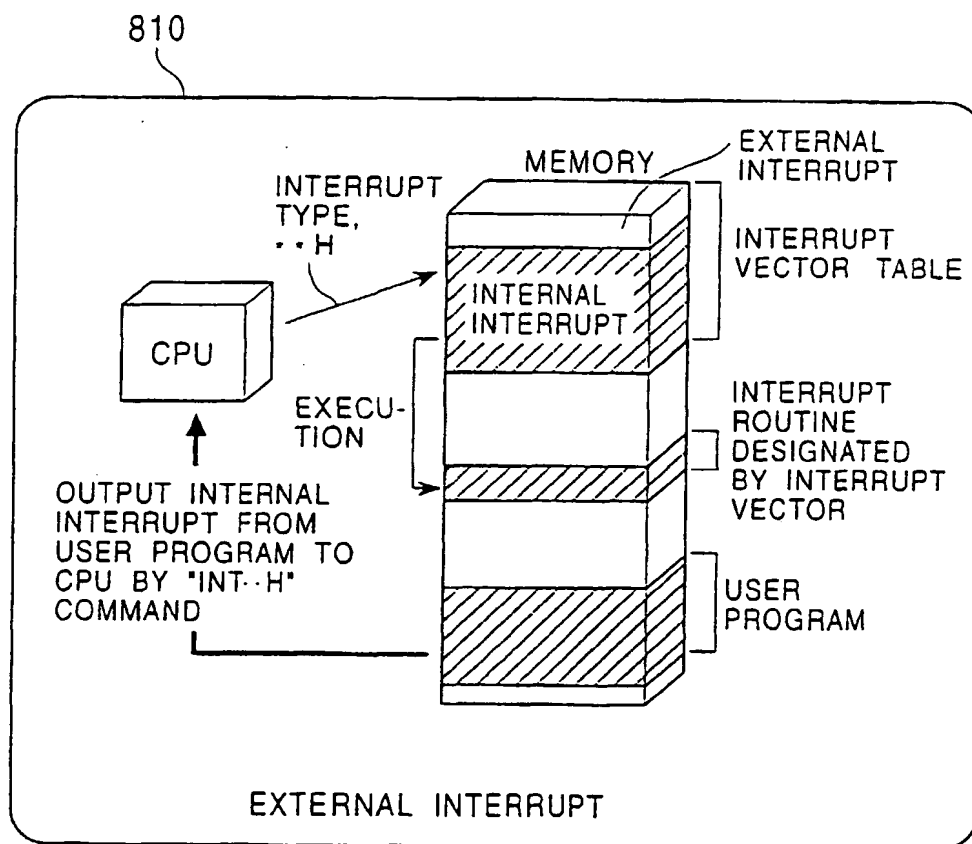 810
MEMORY
EXTERNAL
INTERRUPT
INTERRUPT
TYPE,
··H
INTERRUPT
VECTOR TABLE
INTERNAL
INTERRUPT
CPU
EXECU-
TION
INTERRUPT
ROUTINE
DESIGNATED
BY INTERRUPT
VECTOR
OUTPUT INTERNAL
INTERRUPT FROM
USER PROGRAM TO
CPU BY "INT··H"
COMMAND
USER
PROGRAM
EXTERNAL INTERRUPT